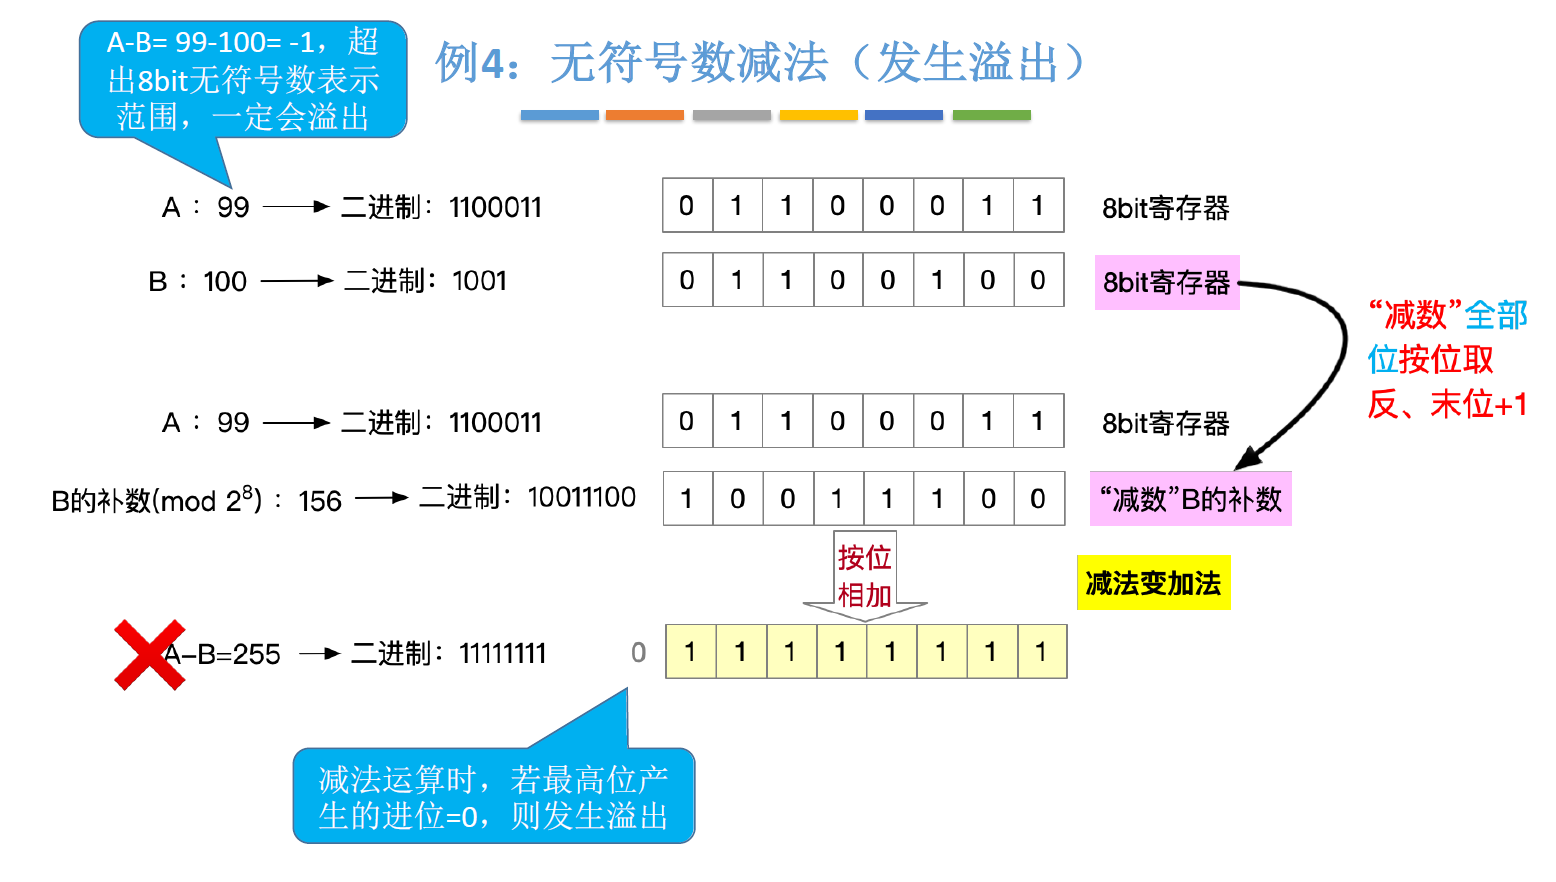 A-B= 99-100= -1，超
出8bit无符号数表示
范围，一定会溢出
例4：无符号数减法（发生溢出）
A： 99 二进制：1100011 0 1 1 0 0 0 1 1 8bit寄存器
B： 100 二进制：1001 0 1 1 0 0 1 0 0 8bit寄存器
“减数”全部
位按位取
反、末位+1
A： 99 二进制：1100011 0 1 1 0 0 0 1 1 8bit寄存器
B的补数(mod 2⁸)： 156 二进制：10011100 1 0 0 1 1 1 0 0 “减数”B的补数
按位
相加
减法变加法
A-B=255 二进制：11111111 0 1 1 1 1 1 1 1 1
减法运算时，若最高位产
生的进位=0，则发生溢出